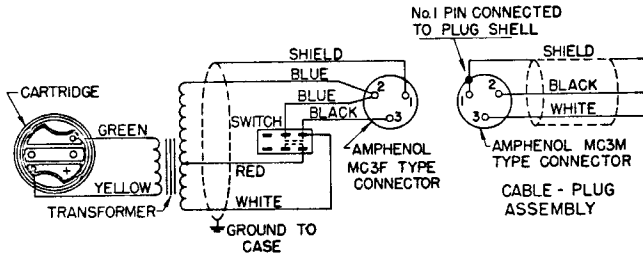 No.1 PIN CONNECTED
TO PLUG SHELL
SHIELD
BLUE
2
1
3
BLUE
BLACK
SWITCH
CARTRIDGE
GREEN
YELLOW
+
TRANSFORMER
RED
WHITE
GROUND TO
CASE
AMPHENOL
MC3F TYPE
CONNECTOR
SHIELD
BLACK
WHITE
1
2
3
AMPHENOL MC3M
TYPE CONNECTOR
CABLE - PLUG
ASSEMBLY